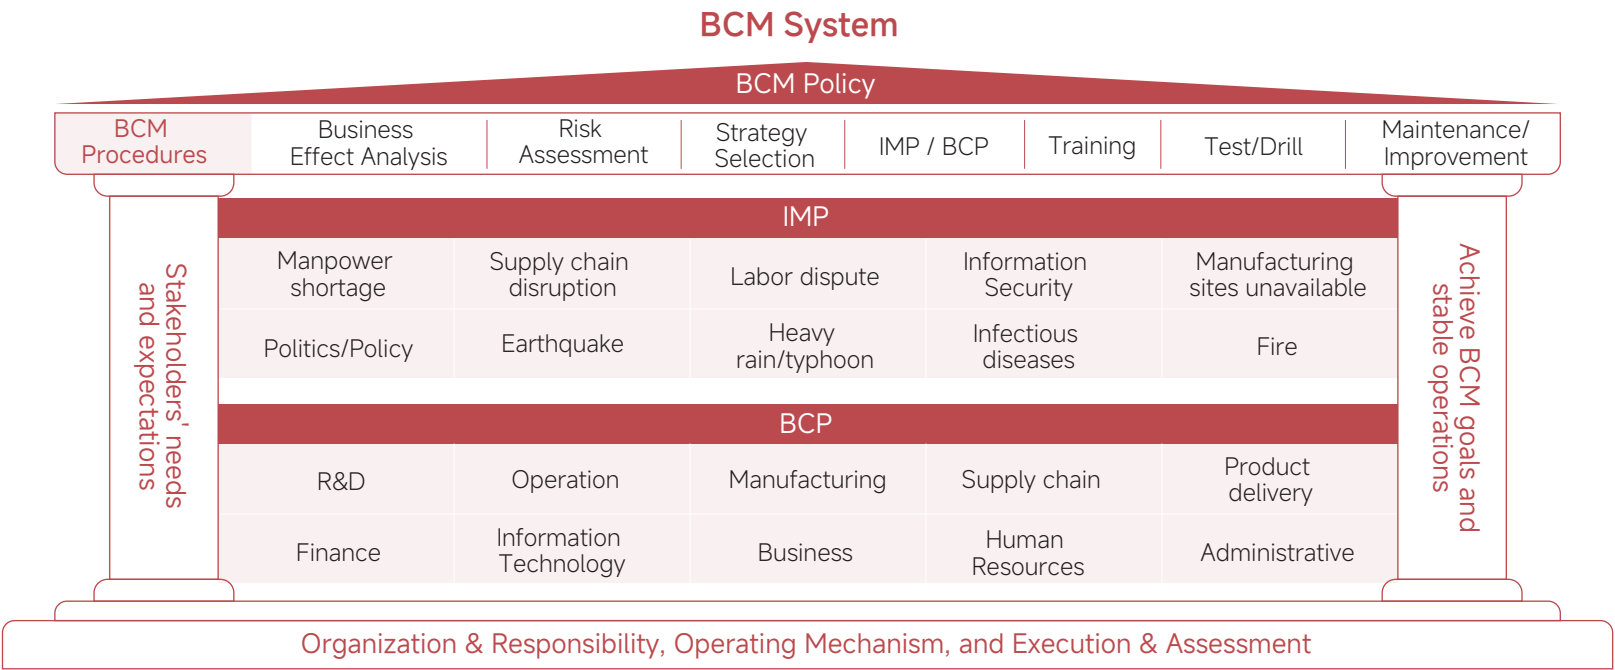 BCM System
BCM Policy
BCM
Procedures
Business
Effect Analysis
Risk
Assessment
Strategy
Selection
IMP / BCP
Training
Test/Drill
Maintenance/
Improvement
Stakeholders' needs
and expectations
IMP
Manpower
shortage
Supply chain
disruption
Labor dispute
Information
Security
Manufacturing
sites unavailable
Politics/Policy
Earthquake
Heavy
rain/typhoon
Infectious
diseases
Fire
BCP
R&D
Operation
Manufacturing
Supply chain
Product
delivery
Finance
Information
Technology
Business
Human
Resources
Administrative
Achieve BCM goals and
stable operations
Organization & Responsibility, Operating Mechanism, and Execution & Assessment